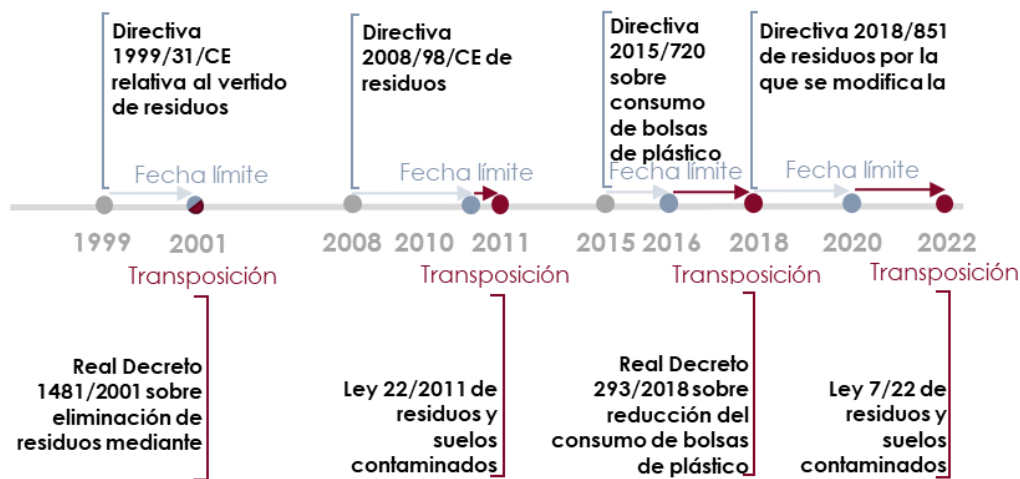 Directiva
1999/31/CE
relativa al vertido
de residuos
Directiva
2008/98/CE de
residuos
Directiva
2015/720
sobre
consumo
de bolsas
de plástico
Directiva 2018/851
de residuos por la
que se modifica la
Fecha límite
Fecha límite
Fecha límite
Fecha límite
1999
2001
2008
2010
2011
2015
2016
2018
2020
2022
Transposición
Transposición
Transposición
Transposición
Real Decreto
1481/2001 sobre
eliminación de
residuos mediante
Ley 22/2011 de
residuos y
suelos
contaminados
Real Decreto
293/2018 sobre
reducción del
consumo de bolsas
de plástico
Ley 7/22 de
residuos y
suelos
contaminados